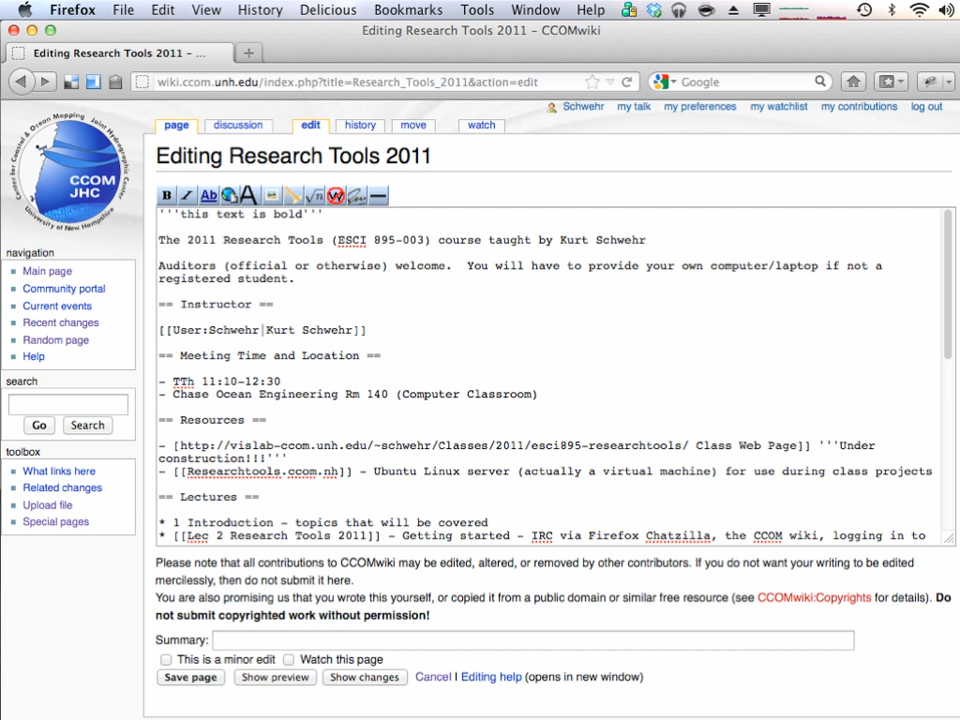 Firefox File Edit View History Delicious Bookmarks Tools Window Help
Editing Research Tools 2011 – CCOMwiki
Editing Research Tools 2011 – ...
wiki.ccom.unh.edu/index.php?title=Research_Tools_2011&action=edit
Google
Schwehr my talk my preferences my watchlist my contributions log out
page discussion edit history move watch
Center for Coastal & Ocean Mapping Joint Hydrographic Center
CCOM
JHC
University of New Hampshire
Editing Research Tools 2011
B I Ab A √n W
'''this text is bold'''
The 2011 Research Tools (ESCI 895-003) course taught by Kurt Schwehr
Auditors (official or otherwise) welcome.  You will have to provide your own computer/laptop if not a
registered student.
== Instructor ==
[[User:Schwehr|Kurt Schwehr]]
== Meeting Time and Location ==
- TTh 11:10-12:30
- Chase Ocean Engineering Rm 140 (Computer Classroom)
== Resources ==
- [http://vislab-ccom.unh.edu/~schwehr/Classes/2011/esci895-researchtools/ Class Web Page]] '''Under
construction!!!'''
- [[Researchtools.ccom.nh]] - Ubuntu Linux server (actually a virtual machine) for use during class projects
== Lectures ==
* 1 Introduction - topics that will be covered
* [[Lec 2 Research Tools 2011]] - Getting started - IRC via Firefox Chatzilla, the CCOM wiki, logging in to
navigation
Main page
Community portal
Current events
Recent changes
Random page
Help
search
Go Search
toolbox
What links here
Related changes
Upload file
Special pages
Please note that all contributions to CCOMwiki may be edited, altered, or removed by other contributors. If you do not want your writing to be edited
mercilessly, then do not submit it here.
You are also promising us that you wrote this yourself, or copied it from a public domain or similar free resource (see CCOMwiki:Copyrights for details). Do
not submit copyrighted work without permission!
Summary:
This is a minor edit Watch this page
Save page Show preview Show changes Cancel | Editing help (opens in new window)